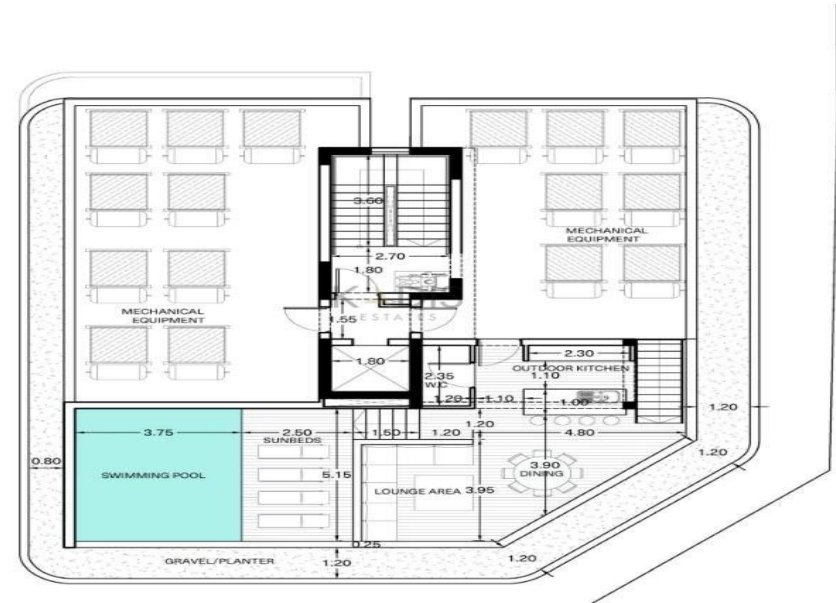 3.60
2.70
1.80
MECHANICAL
EQUIPMENT
ESTATES
MECHANICAL
EQUIPMENT
1.55
1.80
2.35
W.C
2.30
OUTDOOR KITCHEN
1.10
1.20
1.10
1.00
1.20
3.75
2.50
SUNBEDS
1.50
1.20
1.20
4.80
1.20
0.80
SWIMMING POOL
5.15
LOUNGE AREA
3.95
3.90
DINING
0.25
GRAVEL/PLANTER
1.20
1.20